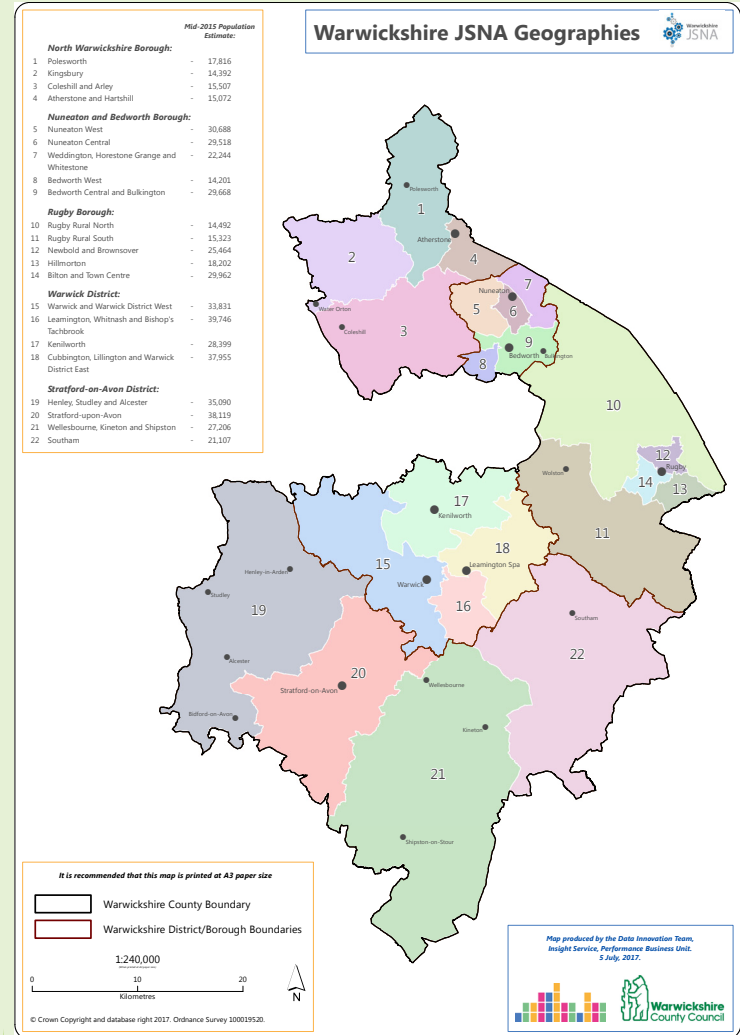 Warwickshire JSNA Geographies
Warwickshire
JSNA
Mid-2015 Population
Estimate:
North Warwickshire Borough:
1 Polesworth - 17,816
2 Kingsbury - 14,392
3 Coleshill and Arley - 15,507
4 Atherstone and Hartshill - 15,072
Nuneaton and Bedworth Borough:
5 Nuneaton West - 30,688
6 Nuneaton Central - 29,518
7 Weddington, Horestone Grange and - 22,244
Whitestone
8 Bedworth West - 14,201
9 Bedworth Central and Bulkington - 29,668
Rugby Borough:
10 Rugby Rural North - 14,492
11 Rugby Rural South - 15,323
12 Newbold and Brownsover - 25,464
13 Hillmorton - 18,202
14 Bilton and Town Centre - 29,962
Warwick District:
15 Warwick and Warwick District West - 33,831
16 Leamington, Whitnash and Bishop's - 39,746
Tachbrook
17 Kenilworth - 28,399
18 Cubbington, Lillington and Warwick - 37,955
District East
Stratford-on-Avon District:
19 Henley, Studley and Alcester - 35,090
20 Stratford-upon-Avon - 38,119
21 Wellesbourne, Kineton and Shipston - 27,206
22 Southam - 21,107
Polesworth
1
Atherstone
2
4
7
Nuneaton
Water Orton
5
6
Coleshill
3
9
Bedworth
Bulkington
8
10
12
Wolston
Rugby
14
13
17
Kenilworth
11
18
15
Henley-in-Arden
Leamington Spa
Warwick
Studley
16
19
Southam
22
Alcester
20
Wellesbourne
Stratford-on-Avon
Bidford-on-Avon
Kineton
21
Shipston-on-Stour
It is recommended that this map is printed at A3 paper size
Warwickshire County Boundary
Warwickshire District/Borough Boundaries
1:240,000
0 10 20
Kilometres
N
© Crown Copyright and database right 2017. Ordnance Survey 100019520.
Map produced by the Data Innovation Team,
Insight Service, Performance Business Unit.
5 July, 2017.
Warwickshire
County Council